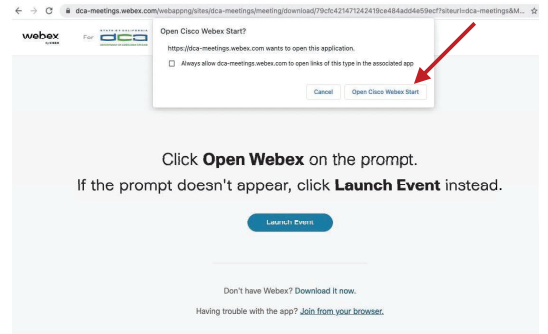 dca-meetings.webex.com/webappng/sites/dca-meetings/meeting/download/79cfc421471242419ce484add4e59ecf?siteurl=dca-meetings&M...
webex
For dca
Open Cisco Webex Start?
https://dca-meetings.webex.com wants to open this application.
Always allow dca-meetings.webex.com to open links of this type in the associated app
Cancel
Open Cisco Webex Start
Click Open Webex on the prompt.
If the prompt doesn't appear, click Launch Event instead.
Launch Event
Don't have Webex? Download it now.
Having trouble with the app? Join from your browser.